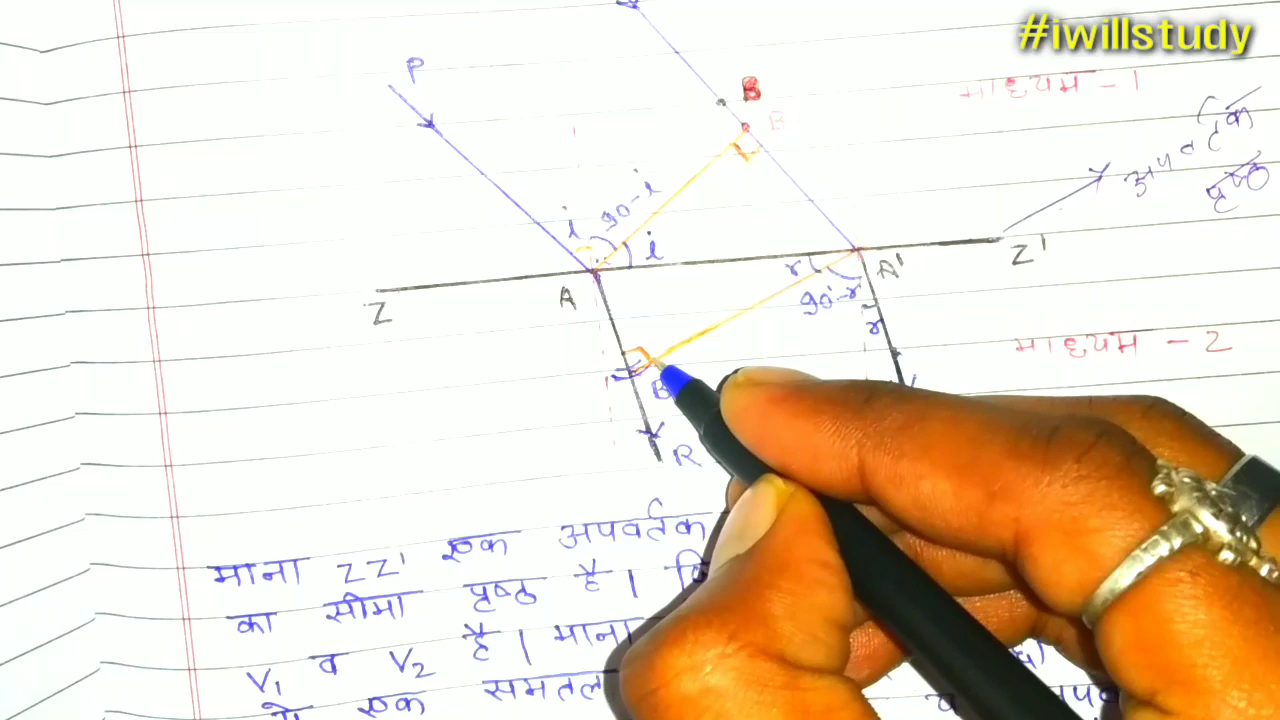 #iwillstudy
P
B
B
माध्यम - 1
i
90-i
i
अपवर्तक
पृष्ठ
Z
A
r
90-r
A'
Z'
r
माध्यम - 2
B
R
माना ZZ' एक अपवर्तक
का सीमा पृष्ठ है।
V₁ व V₂ है। माना
एक समतल